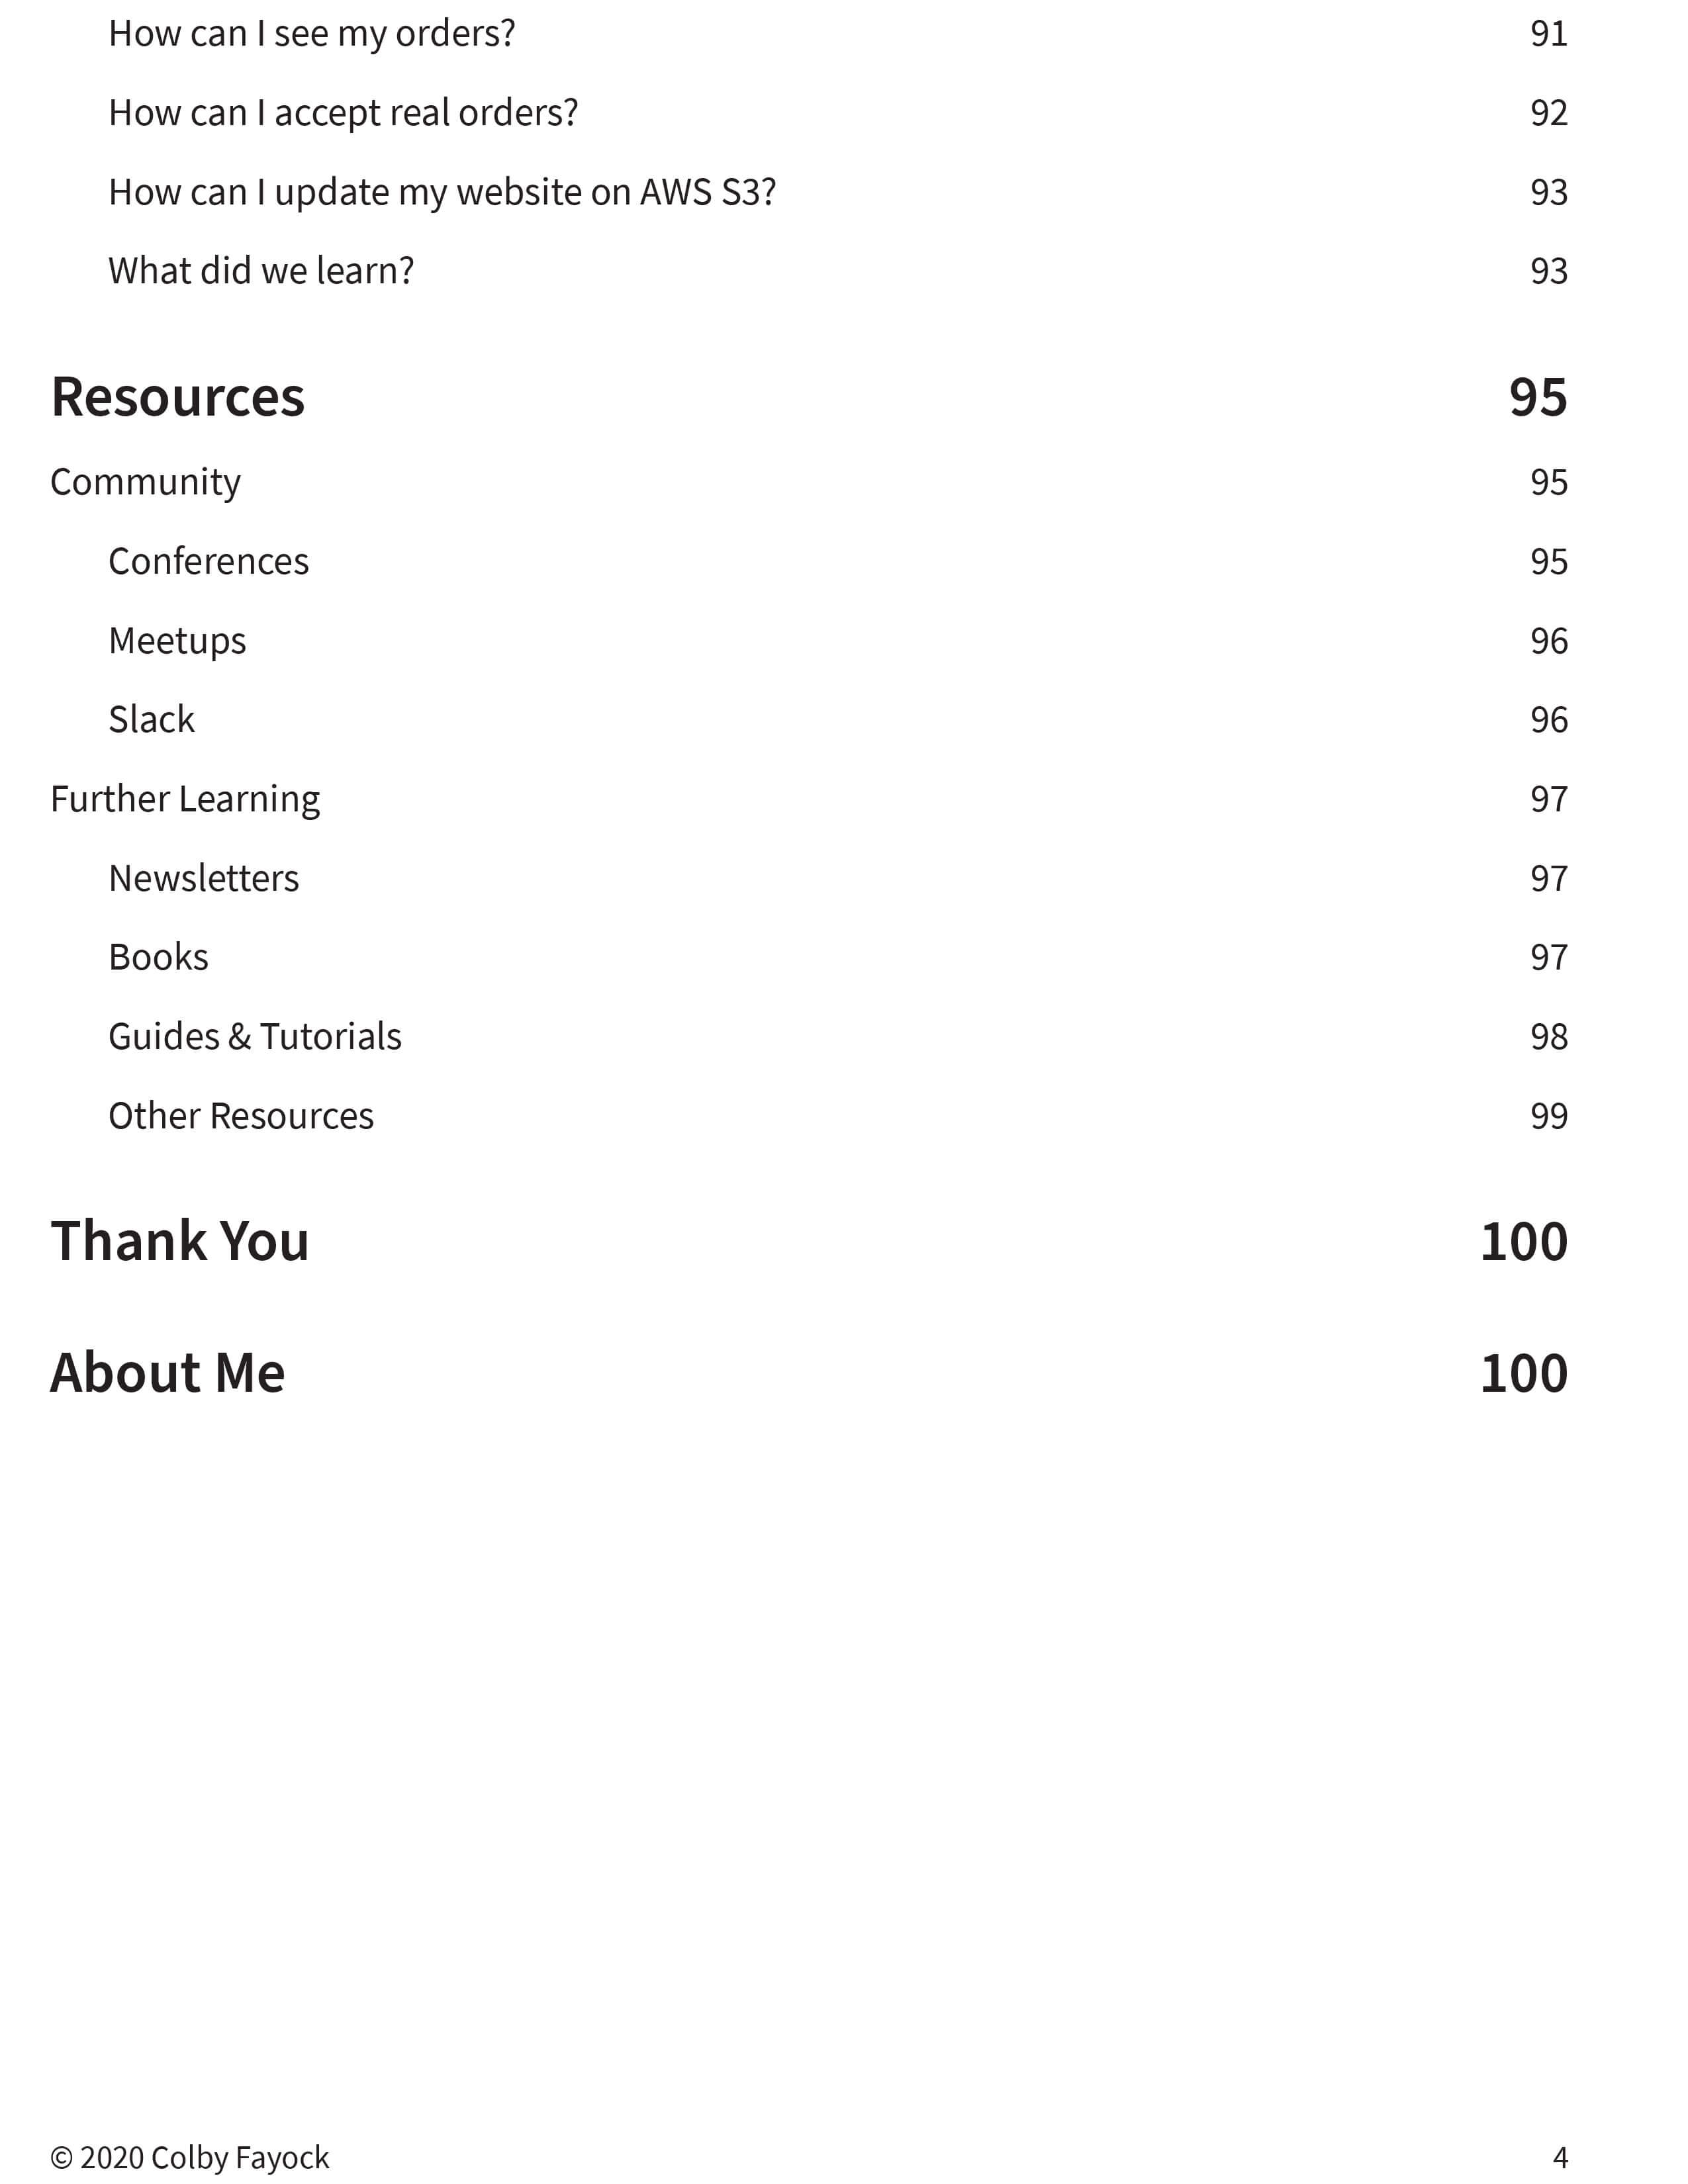 How can I see my orders? 91
How can I accept real orders? 92
How can I update my website on AWS S3? 93
What did we learn? 93
Resources 95
Community 95
Conferences 95
Meetups 96
Slack 96
Further Learning 97
Newsletters 97
Books 97
Guides & Tutorials 98
Other Resources 99
Thank You 100
About Me 100
© 2020 Colby Fayock 4